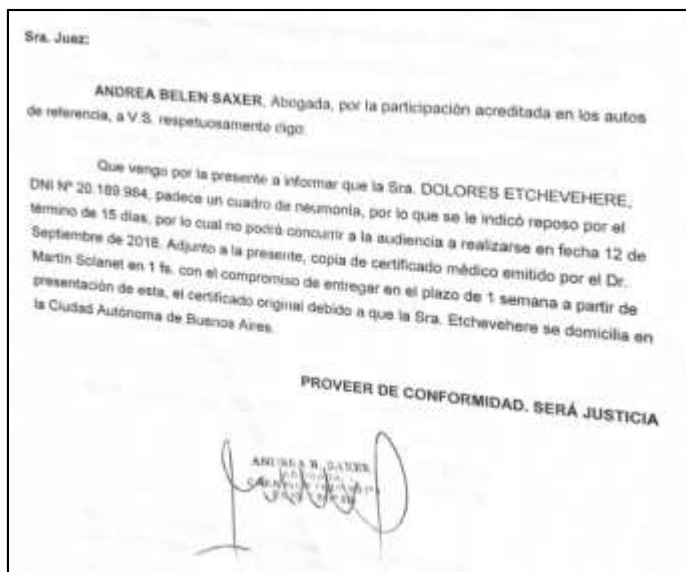 Sra. Juez:
ANDREA BELEN SAXER, Abogada, por la participación acreditada en los autos
de referencia, a V.S. respetuosamente digo:
Que vengo por la presente a informar que la Sra. DOLORES ETCHEVEHERE,
DNI Nº 20.189.984, padece un cuadro de neumonía, por lo que se le indicó reposo por el
término de 15 días, por lo cual no podrá concurrir a la audiencia a realizarse en fecha 12 de
Septiembre de 2018. Adjunto a la presente, copia de certificado médico emitido por el Dr.
Martín Solanet en 1 fs. con el compromiso de entregar en el plazo de 1 semana a partir de
presentación de esta, el certificado original debido a que la Sra. Etchevehere se domicilia en
la Ciudad Autónoma de Buenos Aires.
PROVEER DE CONFORMIDAD. SERÁ JUSTICIA
ANDREA B. SAXER